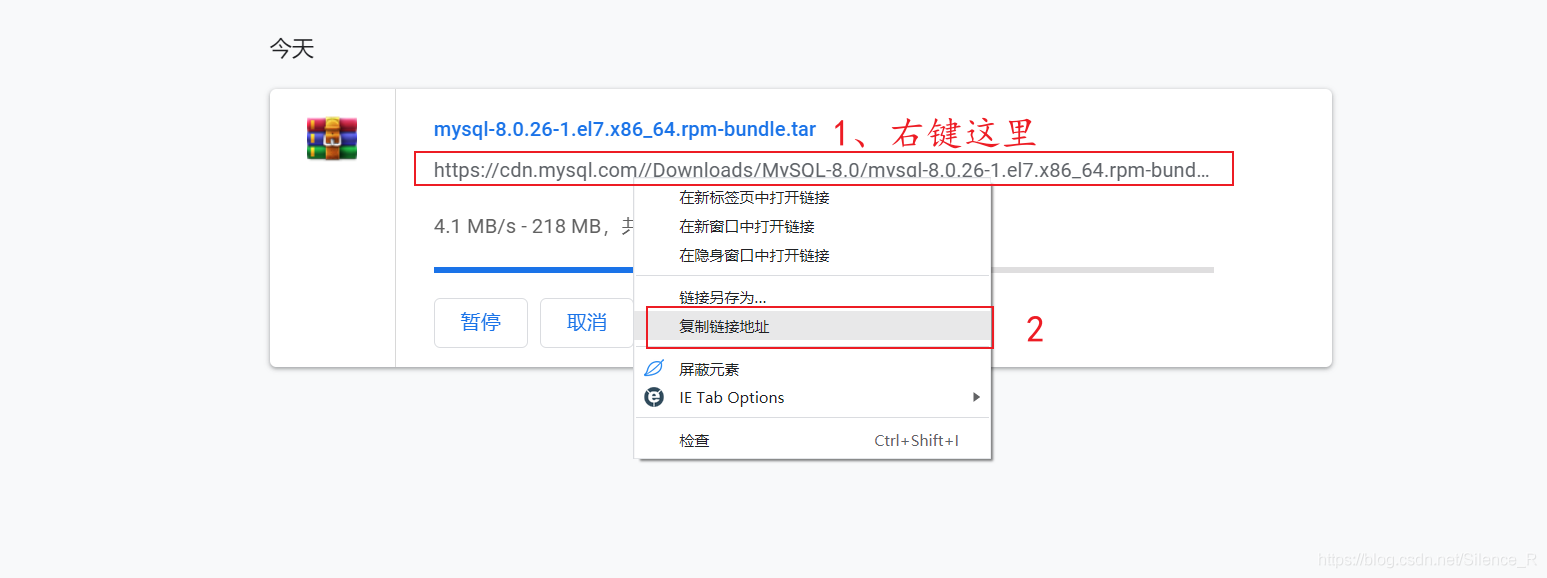 今天
mysql-8.0.26-1.el7.x86_64.rpm-bundle.tar 1、右键这里
https://cdn.mysql.com//Downloads/MySQL-8.0/mysql-8.0.26-1.el7.x86_64.rpm-bund...
在新标签页中打开链接
4.1 MB/s - 218 MB，共
在新窗口中打开链接
在隐身窗口中打开链接
链接另存为...
暂停 取消
复制链接地址 2
屏蔽元素
IE Tab Options
检查 Ctrl+Shift+I
https://blog.csdn.net/Silence_R